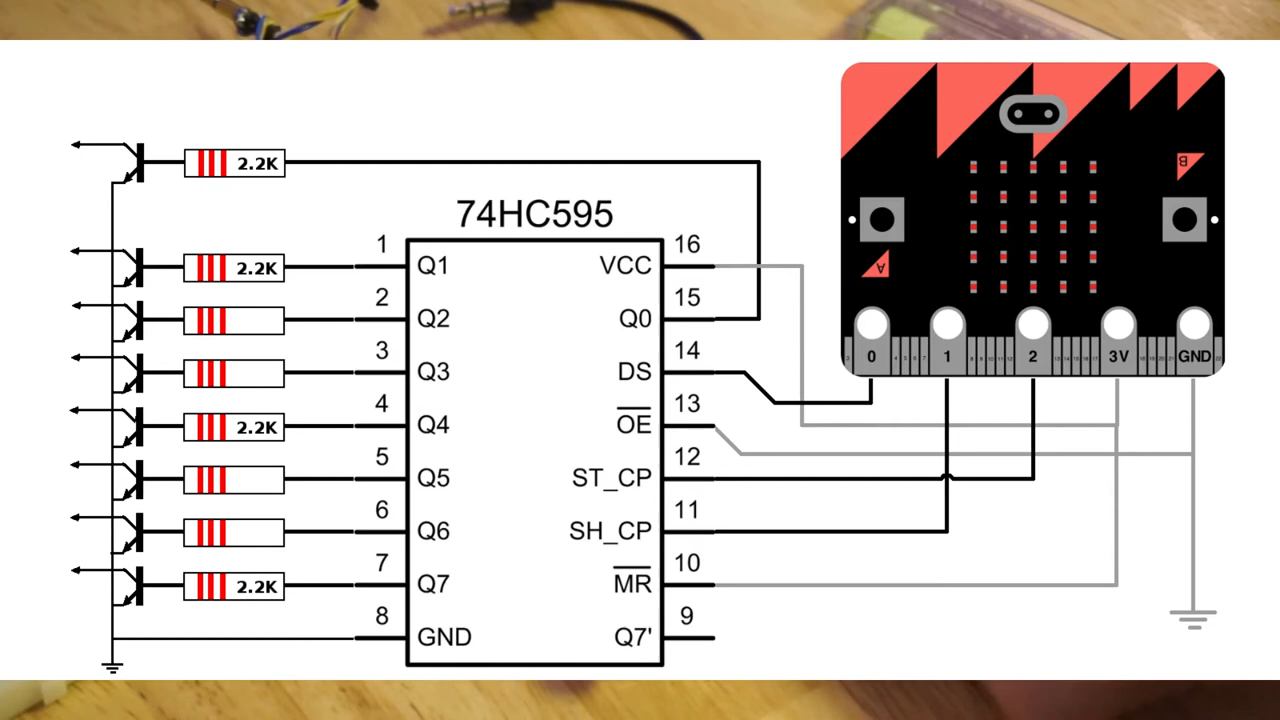 74HC595
2.2K
2.2K
2.2K
2.2K
1
2
3
4
5
6
7
8
Q1
Q2
Q3
Q4
Q5
Q6
Q7
GND
VCC
Q0
DS
OE
ST_CP
SH_CP
MR
Q7'
16
15
14
13
12
11
10
9
B
A
0
1
2
3V
GND